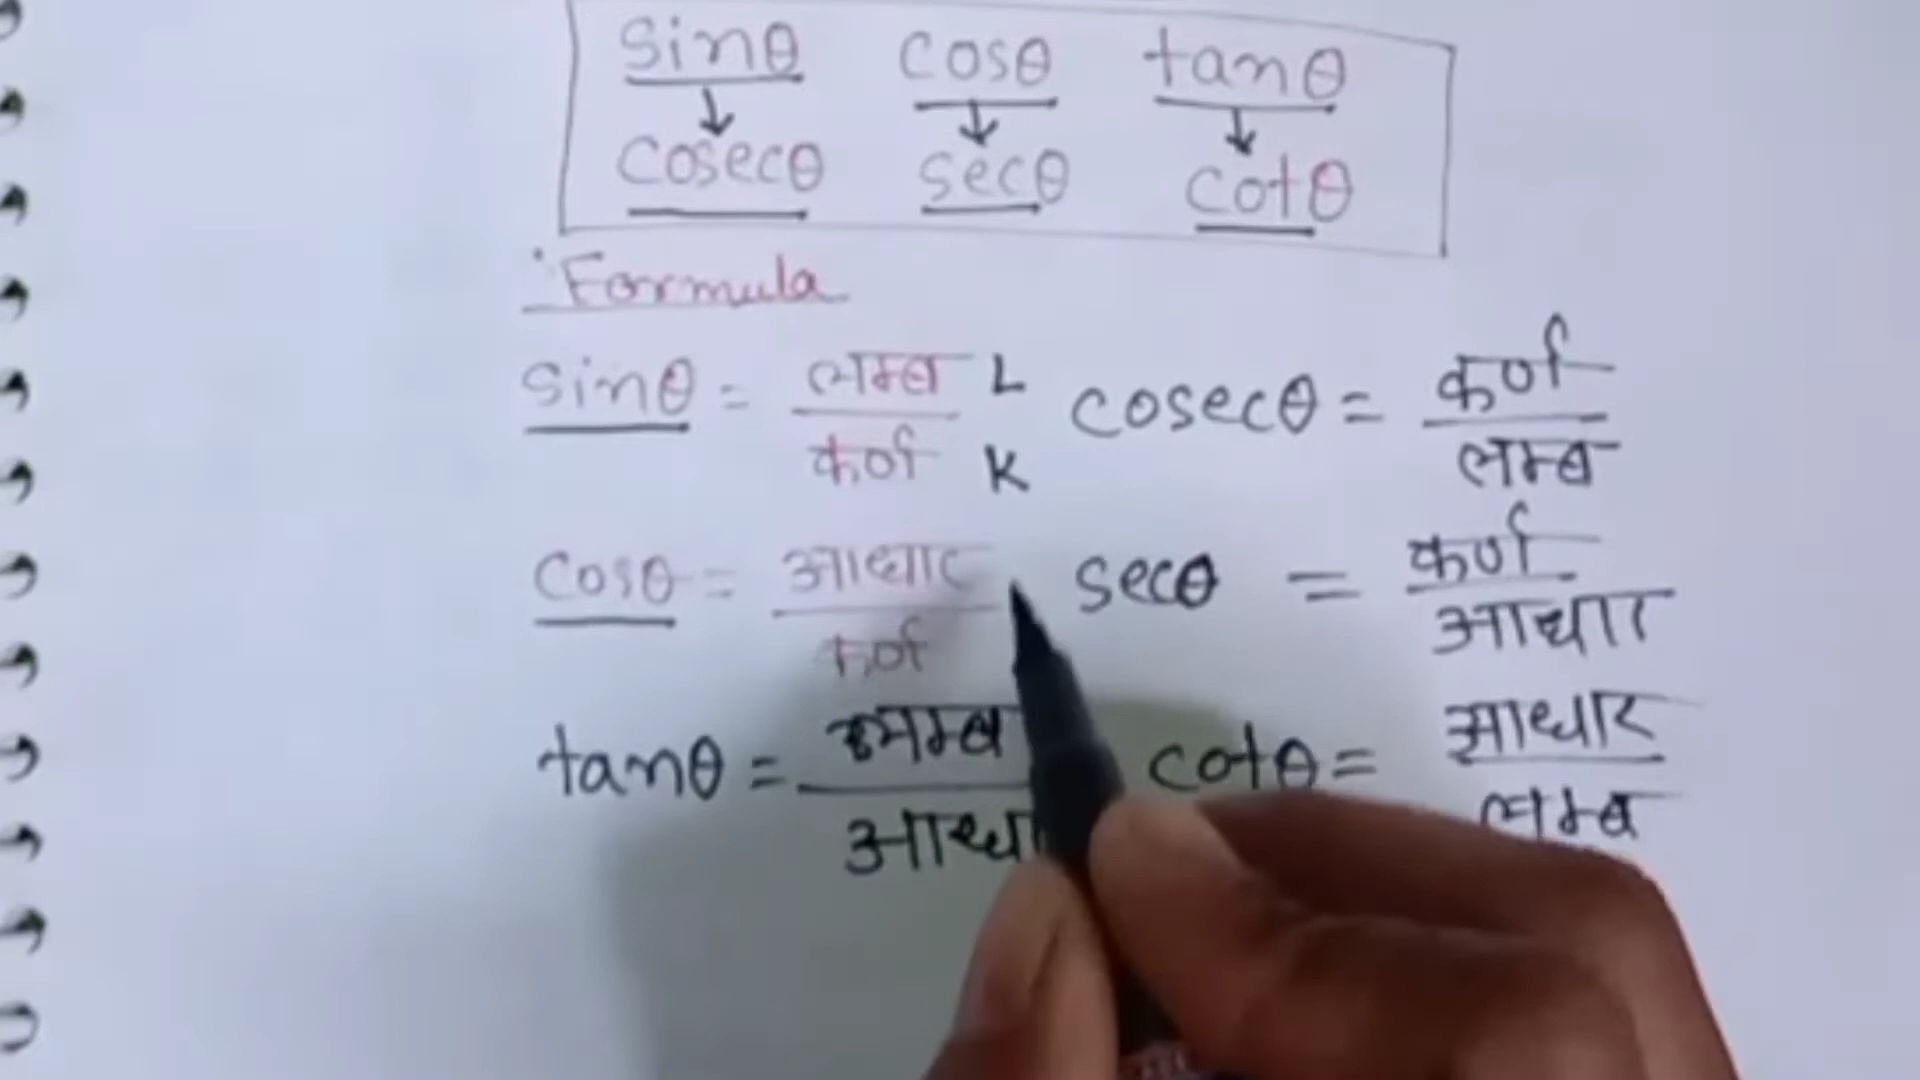 sinθ cosθ tanθ
↓ ↓ ↓
cosecθ secθ cotθ
Formula
sinθ = लम्ब/कर्ण L/K cosecθ = कर्ण/लम्ब
cosθ = आधार/कर्ण secθ = कर्ण/आधार
tanθ = लम्ब/आधा cotθ = आधार/लम्ब